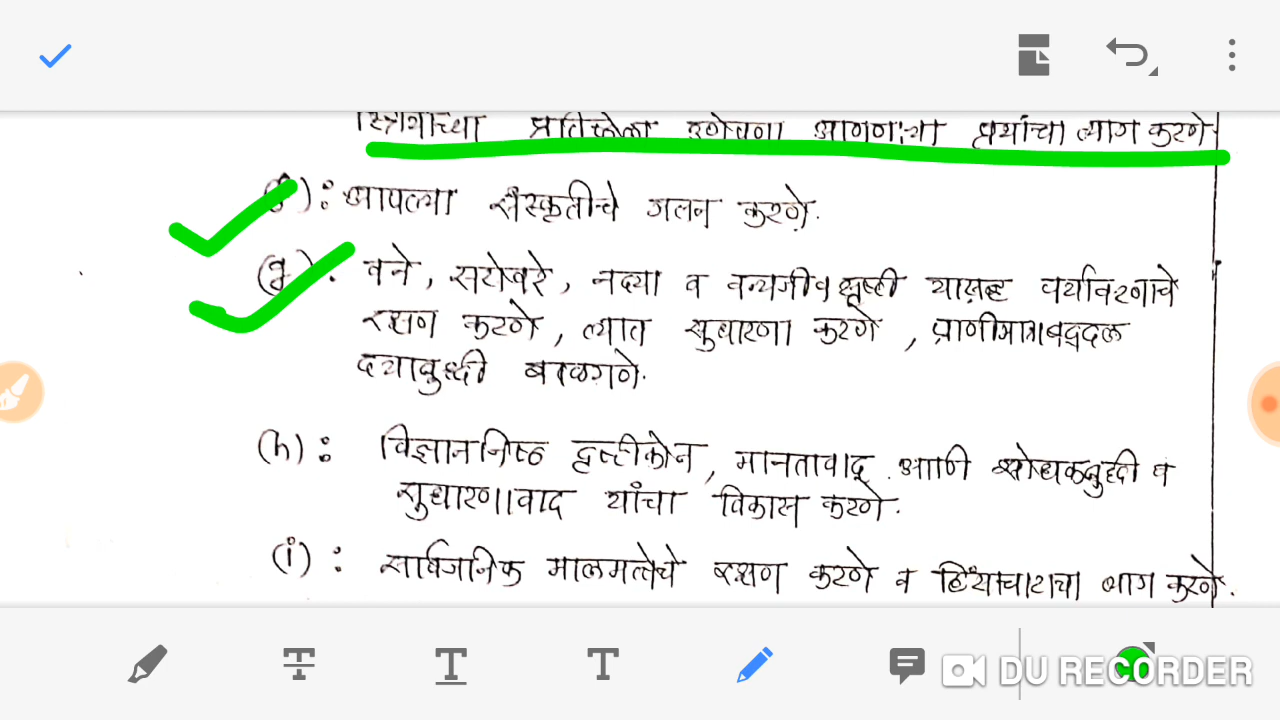 स्त्रियांच्या प्रतिष्ठेला उणेपणा आणणाऱ्या प्रथांचा त्याग करणे
(f): आपल्या संस्कृतीचे जतन करणे.
(g): वने, सरोवरे, नद्या व वन्यजीव सृष्टी यासह पर्यावरणाचे
रक्षण करणे, त्यात सुधारणा करणे, प्राणीमात्राबद्दल
दयाबुद्धी बाळगणे.
(h): विज्ञाननिष्ठ दृष्टीकोन, मानतावाद आणि शोधकबुद्धी व
सुधारणावाद यांचा विकास करणे.
(i): सार्वजनिक मालमत्तेचे रक्षण करणे व हिंसाचाराचा त्याग करणे.
T T T
DU RECORDER